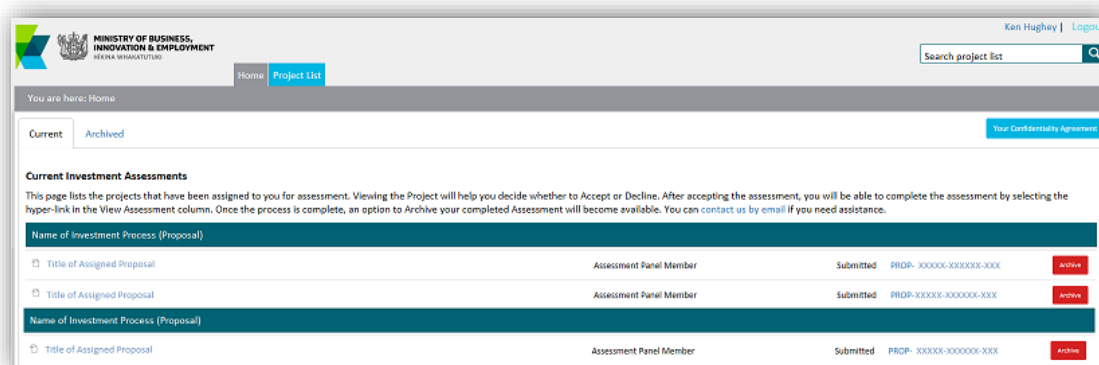 Ken Hughey | Logou
MINISTRY OF BUSINESS,
INNOVATION & EMPLOYMENT
HĪKINA WHAKATUTUKI
Search project list
Home Project List
You are here: Home
Current Archived
Your Confidentiality Agreement
Current Investment Assessments
This page lists the projects that have been assigned to you for assessment. Viewing the Project will help you decide whether to Accept or Decline. After accepting the assessment, you will be able to complete the assessment by selecting the
hyper-link in the View Assessment column. Once the process is complete, an option to Archive your completed Assessment will become available. You can contact us by email if you need assistance.
Name of Investment Process (Proposal)
Title of Assigned Proposal Assessment Panel Member Submitted PROP- XXXXX-XXXXXX-XXX Archive
Title of Assigned Proposal Assessment Panel Member Submitted PROP-XXXXX-XXXXXX-XXX Archive
Name of Investment Process (Proposal)
Title of Assigned Proposal Assessment Panel Member Submitted PROP- XXXXX-XXXXXX-XXX Archive